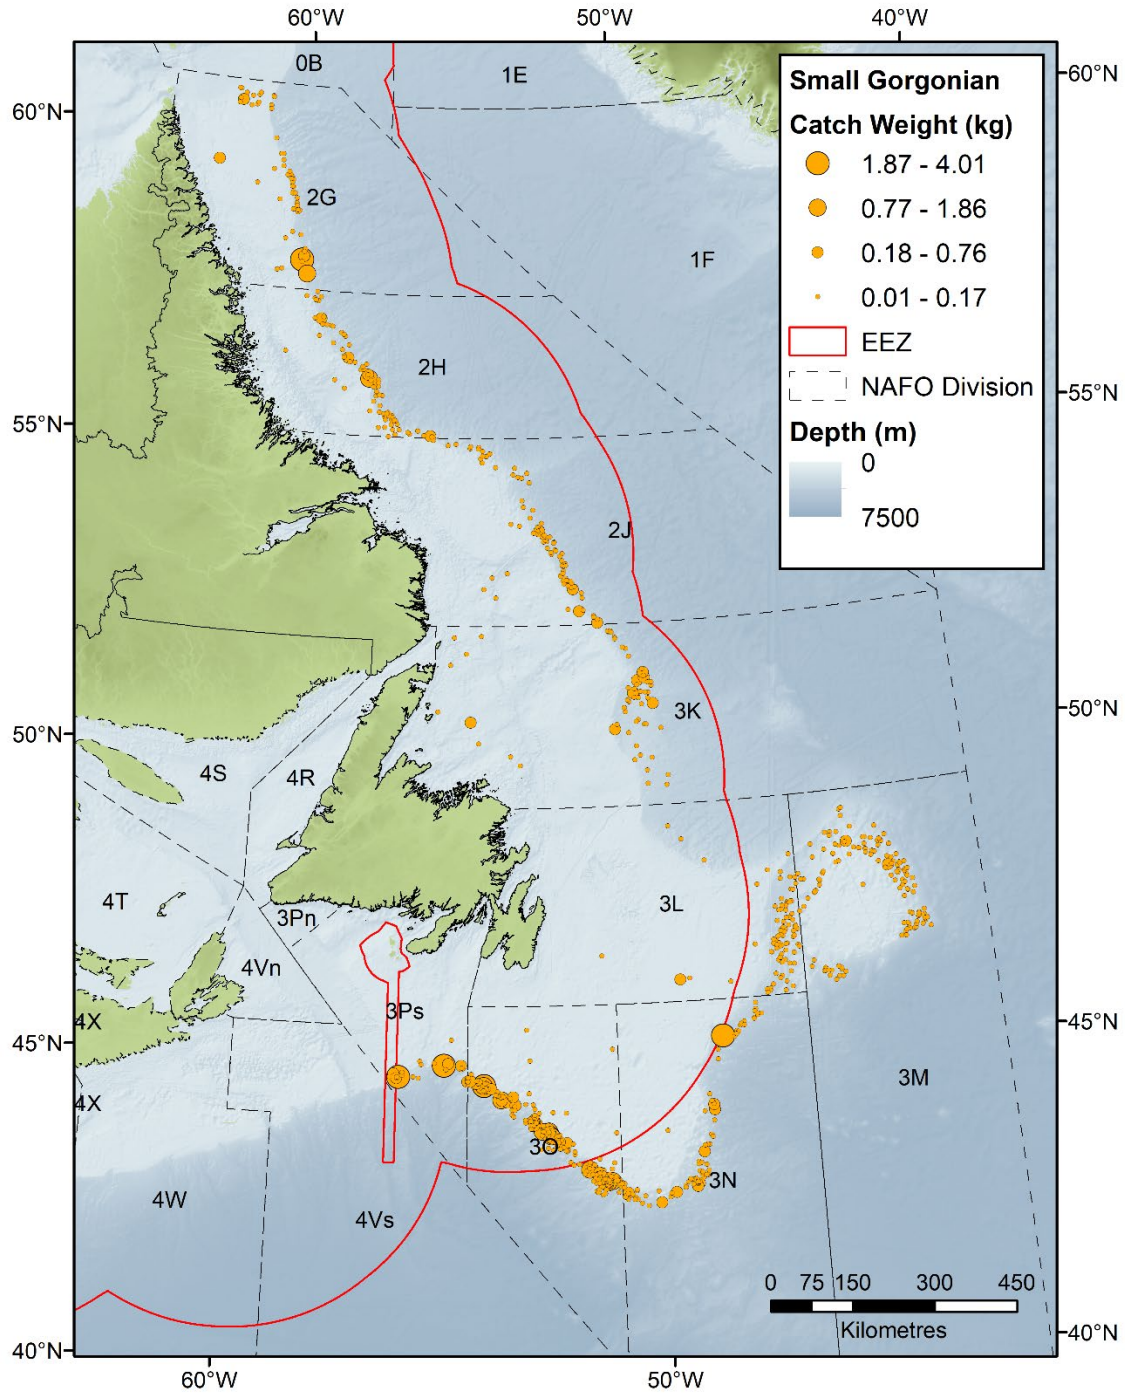 60°W 50°W 40°W
0B
1E
60°N
60°N
2G
1F
2H
55°N
55°N
2J
50°N
50°N
3K
4S
4R
4T
3L
3Pn
4Vn
3Ps
4X
45°N
45°N
3M
4X
3O
3N
4W
4Vs
40°N
40°N
60°W 50°W
Small Gorgonian
Catch Weight (kg)
1.87 - 4.01
0.77 - 1.86
0.18 - 0.76
0.01 - 0.17
EEZ
NAFO Division
Depth (m)
0
7500
0 75 150 300 450
Kilometres